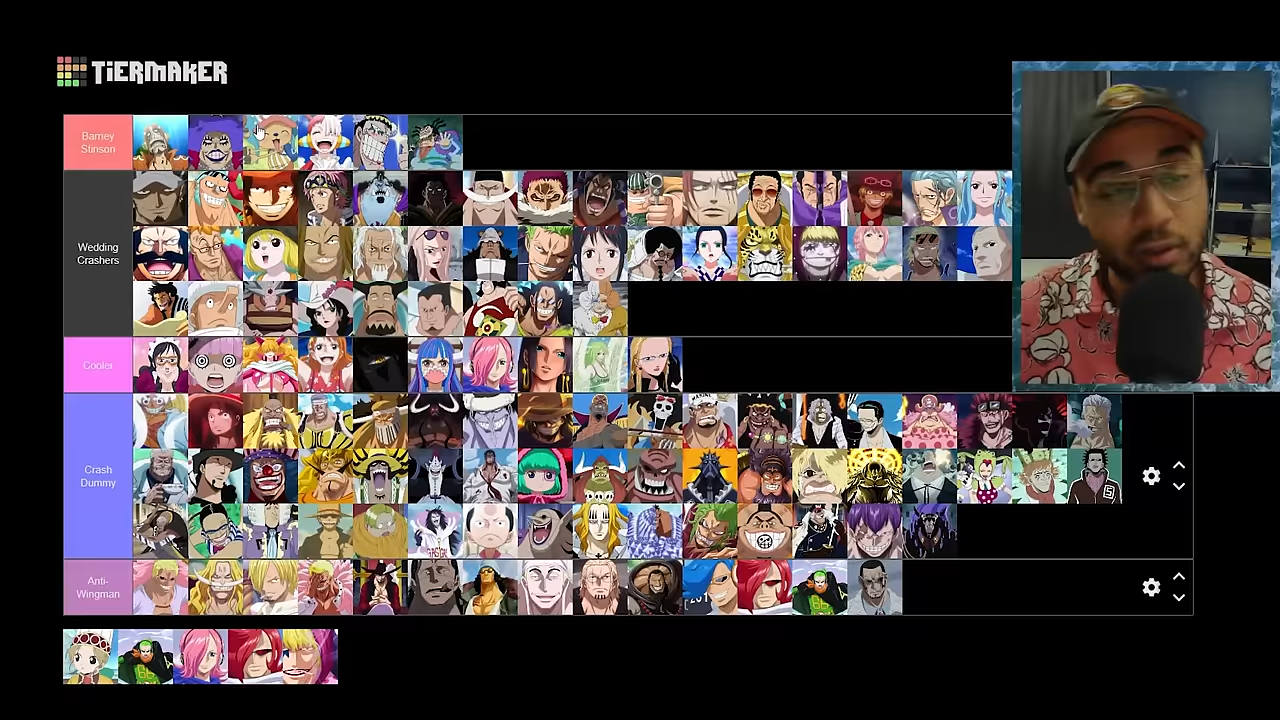 TiERMAKER
Barney
Stinson
Wedding
Crashers
Cooler
Crash
Dummy
Anti-
Wingman